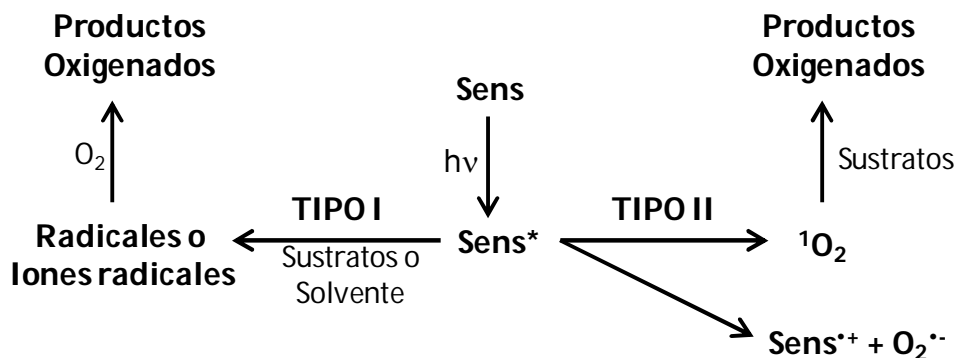 Productos
Oxigenados
O₂
Radicales o
Iones radicales
TIPO I
Sustratos o
Solvente
Sens
hν
Sens*
TIPO II
Productos
Oxigenados
Sustratos
¹O₂
Sens•⁺ + O₂•⁻